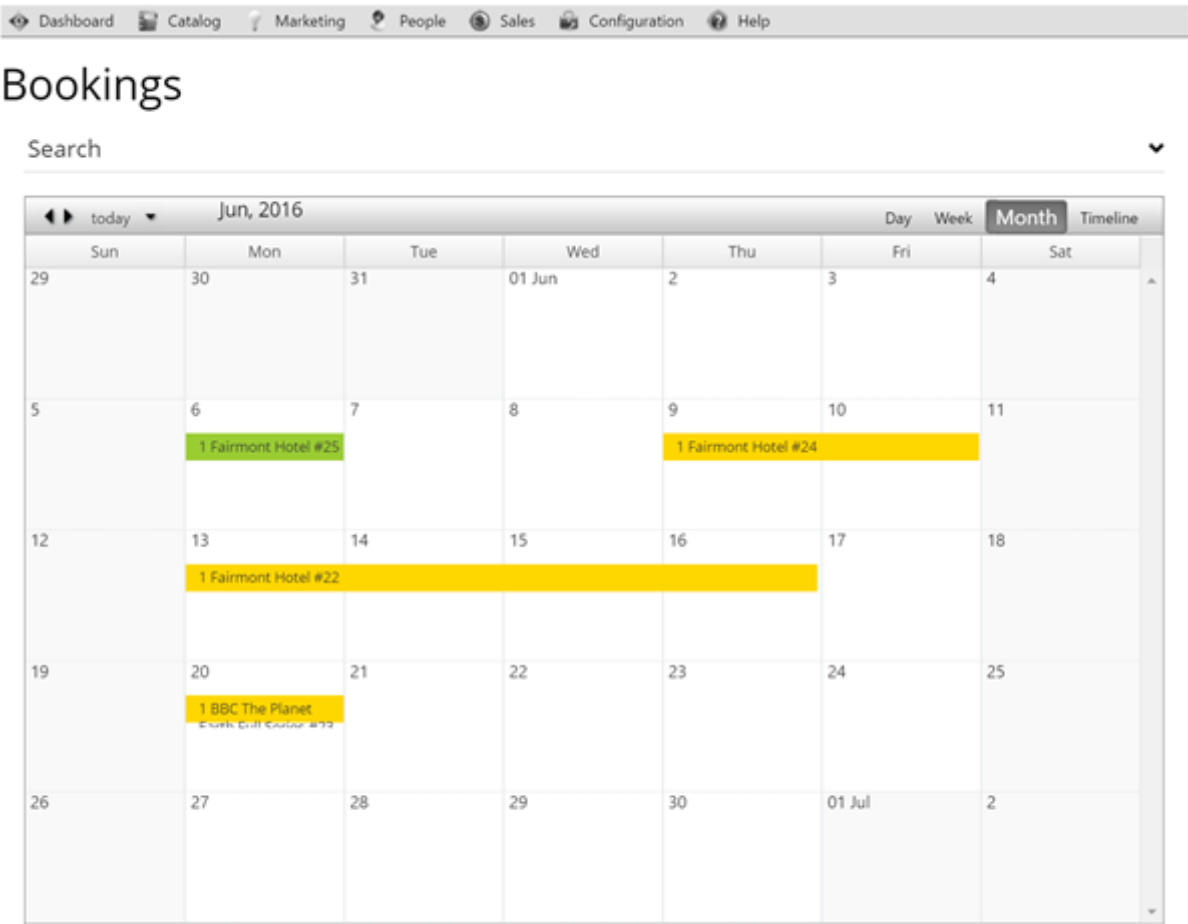 Dashboard Catalog Marketing People Sales Configuration Help
Bookings
Search
today Jun, 2016 Day Week Month Timeline
Sun Mon Tue Wed Thu Fri Sat
29 30 31 01 Jun 2 3 4
5 6 7 8 9 10 11
1 Fairmont Hotel #25 1 Fairmont Hotel #24
12 13 14 15 16 17 18
1 Fairmont Hotel #22
19 20 21 22 23 24 25
1 BBC The Planet
Earth Full Series #23
26 27 28 29 30 01 Jul 2